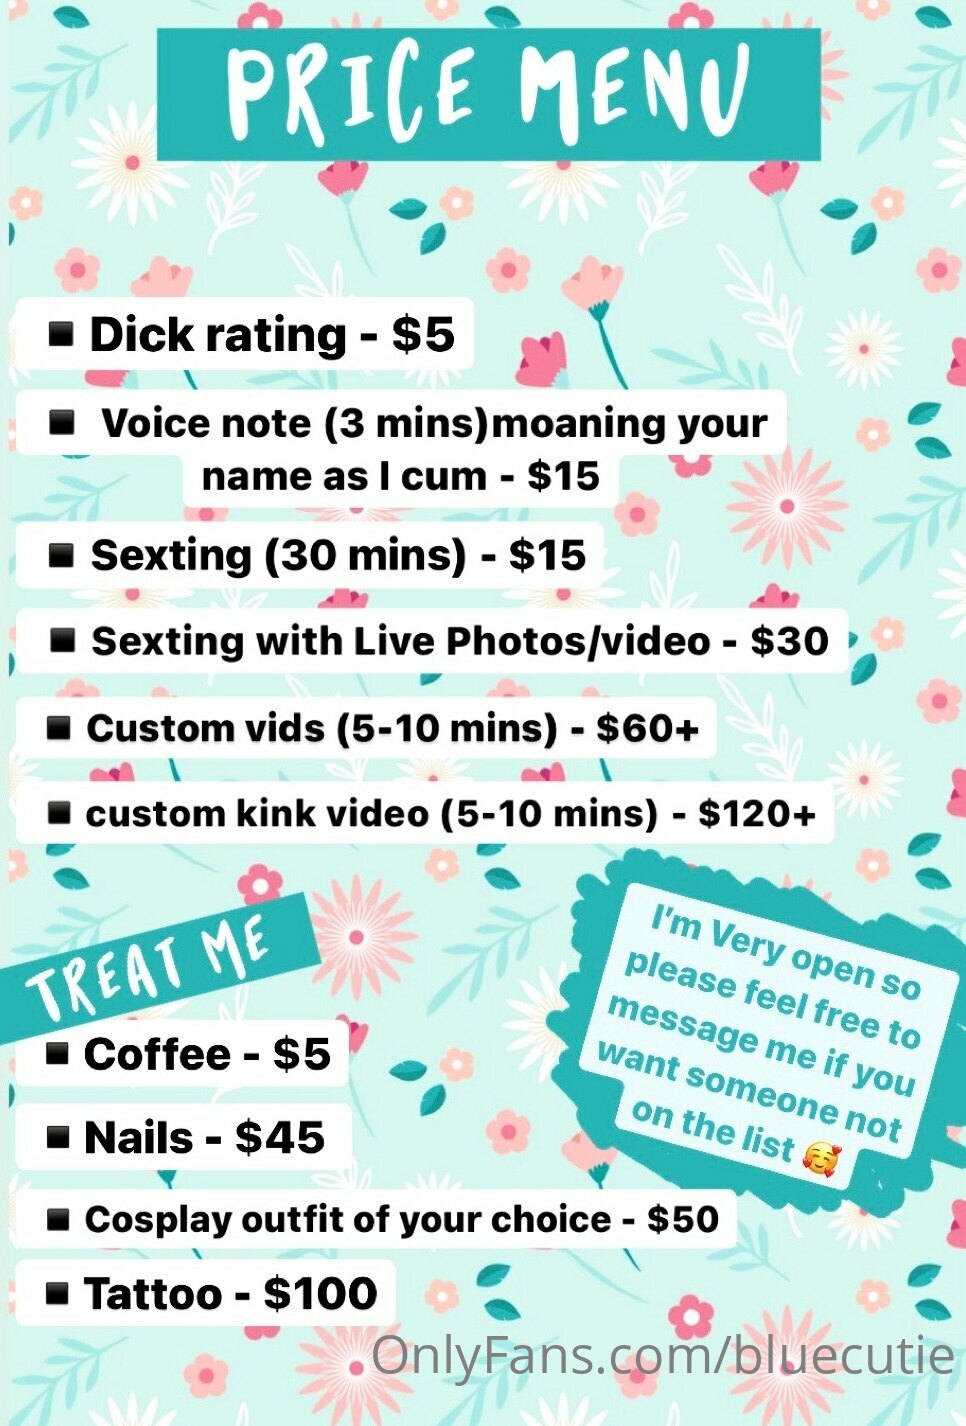 PRICE MENU
▪️Dick rating - $5
▪️ Voice note (3 mins)moaning your
name as I cum - $15
▪️Sexting (30 mins) - $15
▪️Sexting with Live Photos/video - $30
▪️Custom vids (5-10 mins) - $60+
▪️custom kink video (5-10 mins) - $120+
TREAT ME
▪️Coffee - $5
▪️Nails - $45
▪️Cosplay outfit of your choice - $50
▪️Tattoo - $100
I'm Very open so
please feel free to
message me if you
want someone not
on the list 🥰
OnlyFans.com/bluecutie